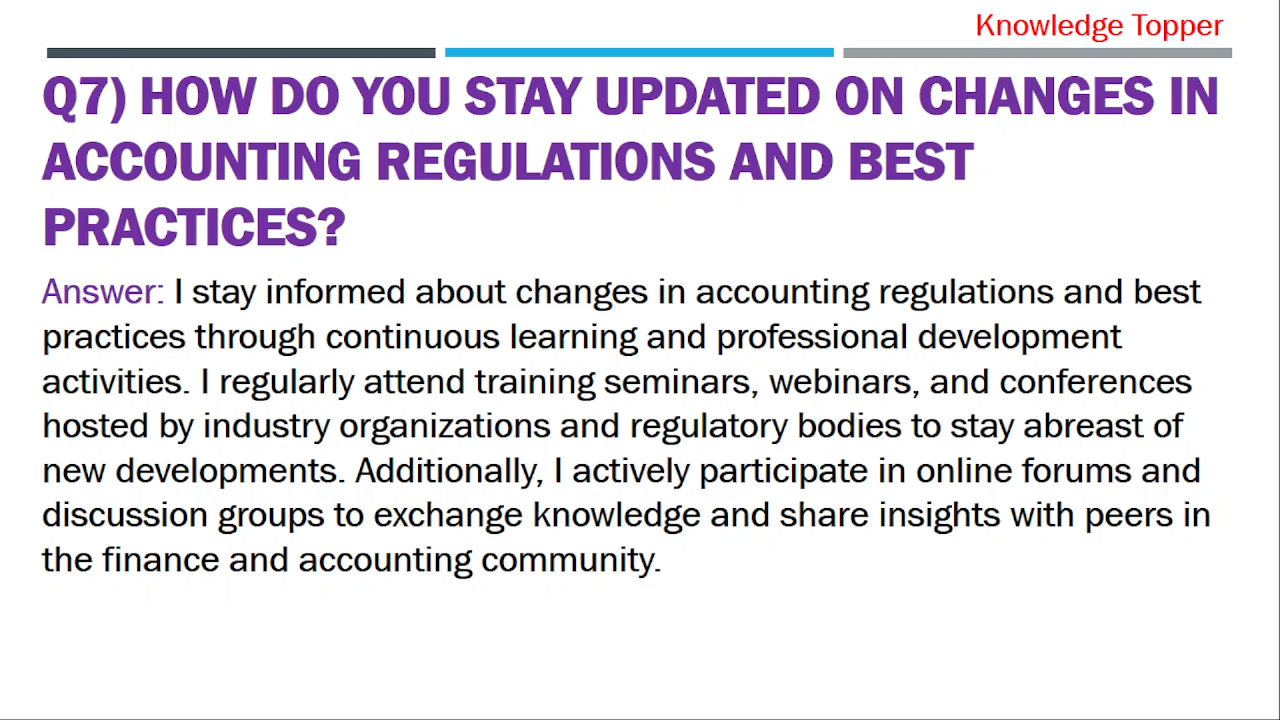 Knowledge Topper
Q7) HOW DO YOU STAY UPDATED ON CHANGES IN
ACCOUNTING REGULATIONS AND BEST
PRACTICES?
Answer: I stay informed about changes in accounting regulations and best
practices through continuous learning and professional development
activities. I regularly attend training seminars, webinars, and conferences
hosted by industry organizations and regulatory bodies to stay abreast of
new developments. Additionally, I actively participate in online forums and
discussion groups to exchange knowledge and share insights with peers in
the finance and accounting community.